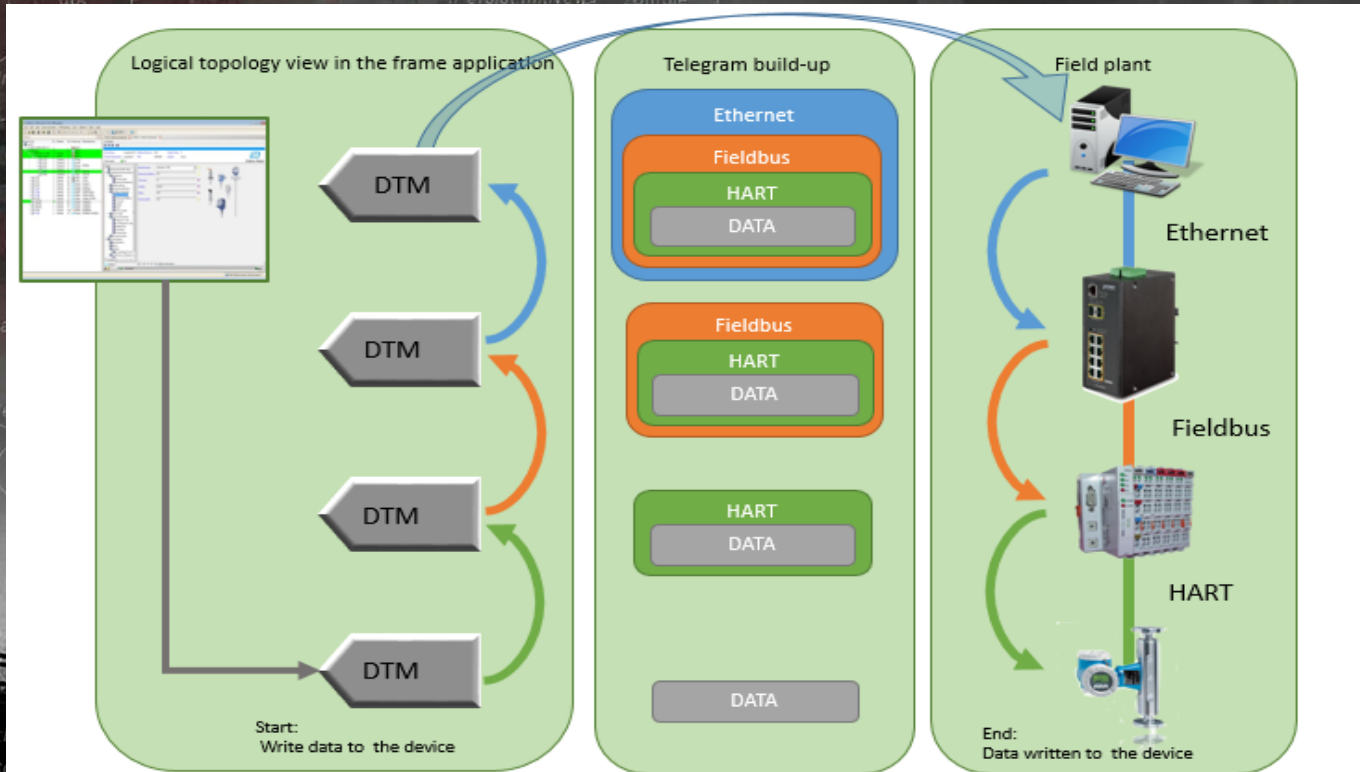 Logical topology view in the frame application
DTM
DTM
DTM
DTM
Start:
Write data to the device
Telegram build-up
Ethernet
Fieldbus
HART
DATA
Fieldbus
HART
DATA
HART
DATA
DATA
Field plant
Ethernet
Fieldbus
HART
End:
Data written to the device